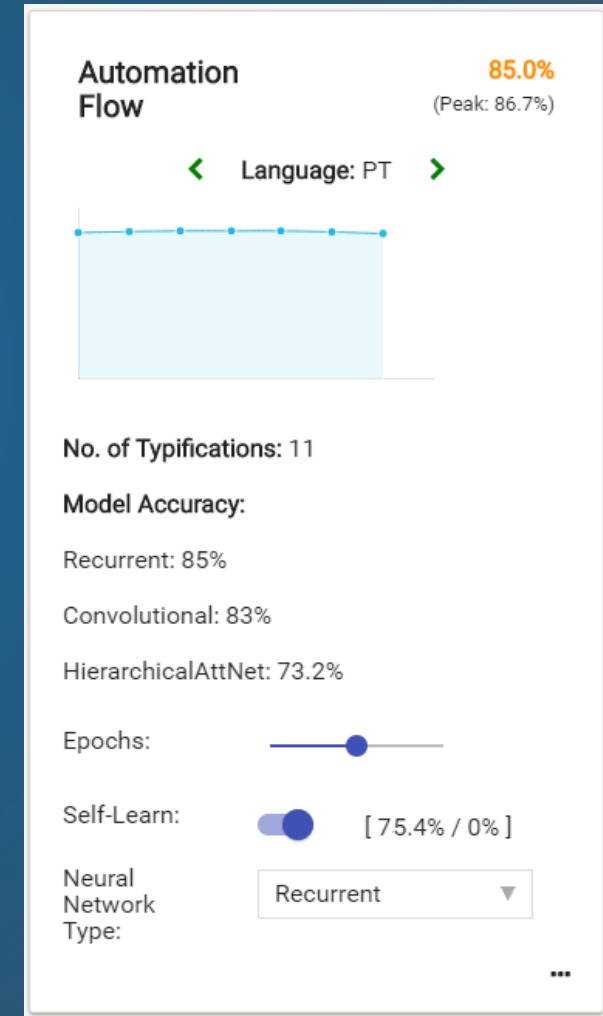 Automation
Flow
85.0%
(Peak: 86.7%)
Language: PT
No. of Typifications: 11
Model Accuracy:
Recurrent: 85%
Convolutional: 83%
HierarchicalAttNet: 73.2%
Epochs:
Self-Learn:
[ 75.4% / 0% ]
Neural
Network
Type:
Recurrent